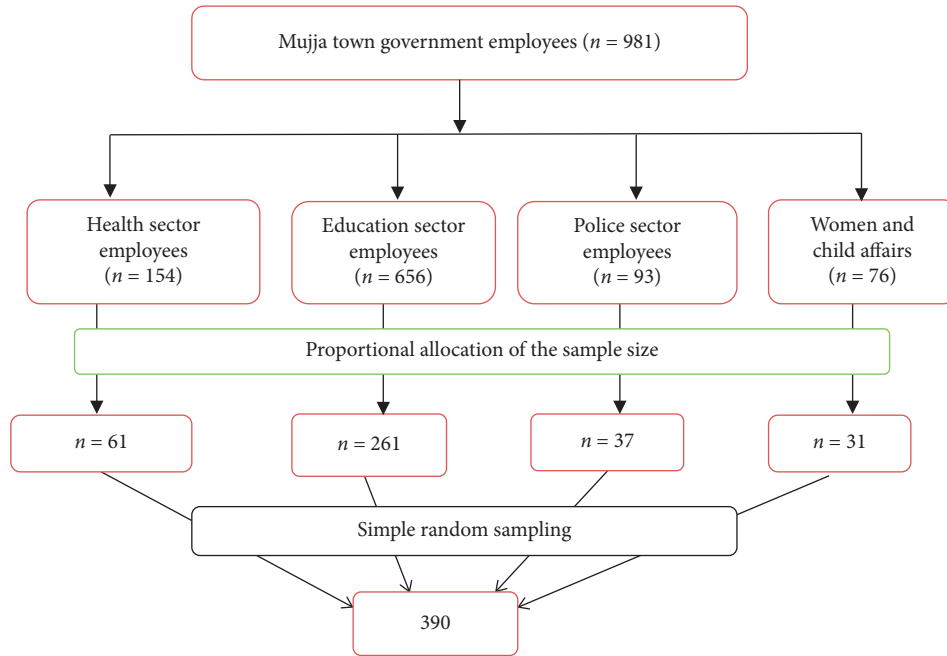 Mujja town government employees (n = 981)
Health sector
employees
(n = 154)
Education sector
employees
(n = 656)
Police sector
employees
(n = 93)
Women and
child affairs
(n = 76)
Proportional allocation of the sample size
n = 61
n = 261
n = 37
n = 31
Simple random sampling
390